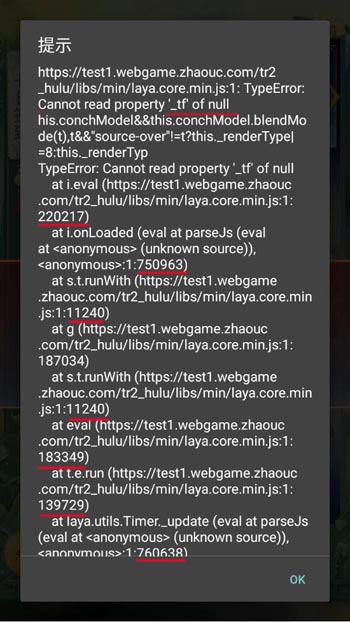 提示
https://test1.webgame.zhaouc.com/tr2
_hulu/libs/min/laya.core.min.js:1: TypeError:
Cannot read property '_tf' of null
his.conchModel&&this.conchModel.blendMo
de(t),t&&"source-over"!=t?this._renderType|
=8:this._renderTyp
TypeError: Cannot read property '_tf' of null
at i.eval (https://test1.webgame.zhaouc
.com/tr2_hulu/libs/min/laya.core.min.js:1:
220217)
at i.onLoaded (eval at parseJs (eval
at <anonymous> (unknown source)),
<anonymous>:1:750963)
at s.t.runWith (https://test1.webgame
.zhaouc.com/tr2_hulu/libs/min/laya.core.min
.js:1:11240)
at g (https://test1.webgame.zhaouc
.com/tr2_hulu/libs/min/laya.core.min.js:1:
187034)
at s.t.runWith (https://test1.webgame
.zhaouc.com/tr2_hulu/libs/min/laya.core.min
.js:1:11240)
at eval (https://test1.webgame.zhaouc
.com/tr2_hulu/libs/min/laya.core.min.js:1:
183349)
at t.e.run (https://test1.webgame.zhaouc
.com/tr2_hulu/libs/min/laya.core.min.js:1:
139729)
at laya.utils.Timer._update (eval at parseJs
(eval at <anonymous> (unknown source)),
<anonymous>:1:760638)
OK